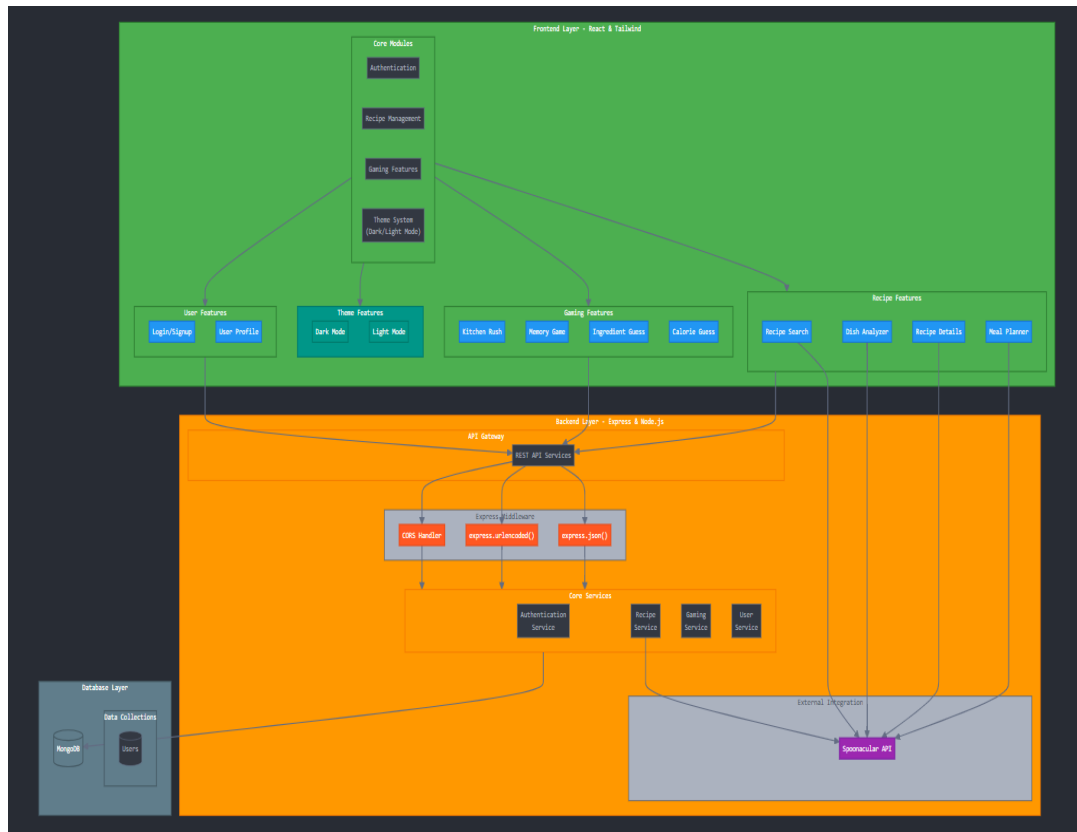 Frontend Layer - React & Tailwind
Core Modules
Authentication
Recipe Management
Gaming Features
Theme System
(Dark/Light Mode)
User Features
Login/Signup
User Profile
Theme Features
Dark Mode
Light Mode
Gaming Features
Kitchen Rush
Memory Game
Ingredient Guess
Calorie Guess
Recipe Features
Recipe Search
Dish Analyzer
Recipe Details
Meal Planner
Backend Layer - Express & Node.js
API Gateway
REST API Services
Express Middleware
CORS Handler
express.urlencoded()
express.json()
Core Services
Authentication
Service
Recipe
Service
Gaming
Service
User
Service
Database Layer
Data Collections
MongoDB
Users
External Integration
Spoonacular API